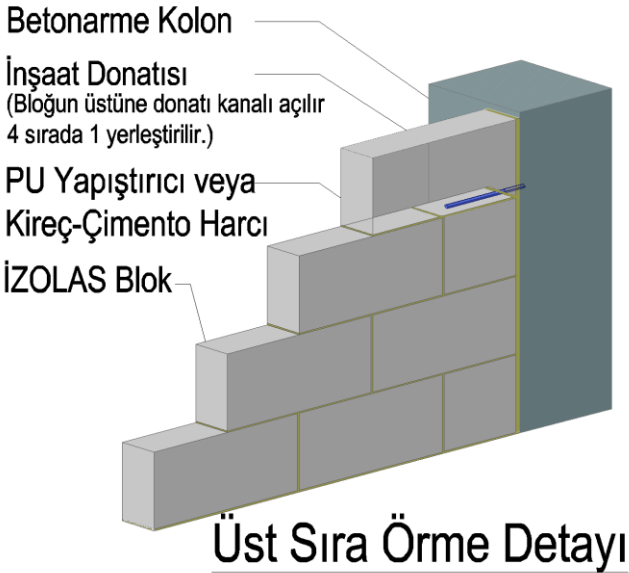 Betonarme Kolon
İnşaat Donatısı
(Bloğun üstüne donatı kanalı açılır
4 sırada 1 yerleştirilir.)
PU Yapıştırıcı veya
Kireç-Çimento Harcı
İZOLAS Blok
Üst Sıra Örme Detayı